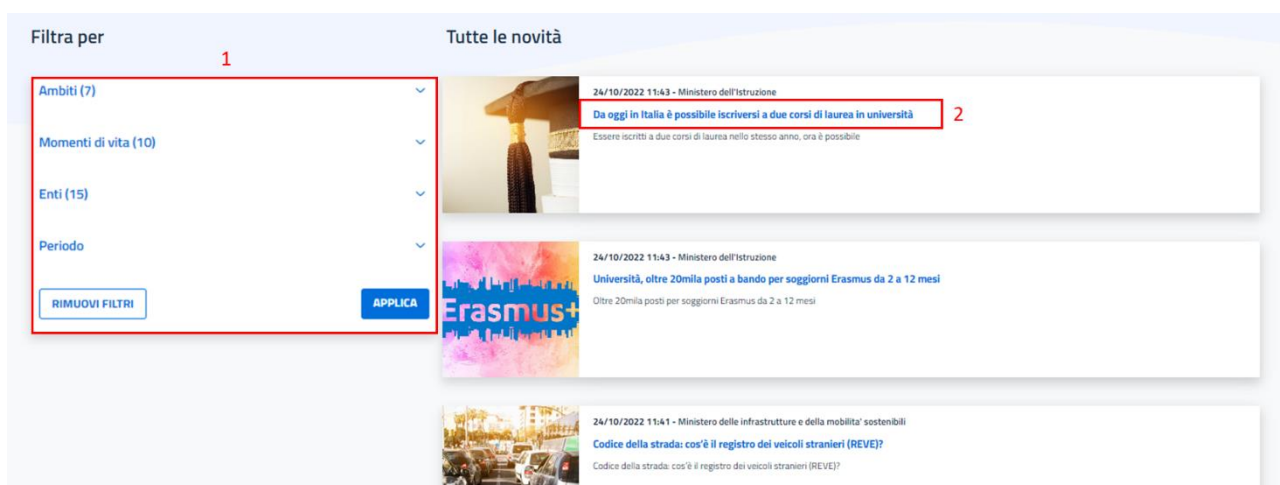 Filtra per
1
Ambiti (7)
Momenti di vita (10)
Enti (15)
Periodo
RIMUOVI FILTRI
APPLICA
Tutte le novità
24/10/2022 11:43 - Ministero dell'Istruzione
Da oggi in Italia è possibile iscriversi a due corsi di laurea in università
2
Essere iscritti a due corsi di laurea nello stesso anno, ora è possibile
24/10/2022 11:43 - Ministero dell'Istruzione
Università, oltre 20mila posti a bando per soggiorni Erasmus da 2 a 12 mesi
Oltre 20mila posti per soggiorni Erasmus da 2 a 12 mesi
Erasmus+
24/10/2022 11:41 - Ministero delle infrastrutture e della mobilita' sostenibili
Codice della strada: cos'è il registro dei veicoli stranieri (REVE)?
Codice della strada: cos'è il registro dei veicoli stranieri (REVE)?